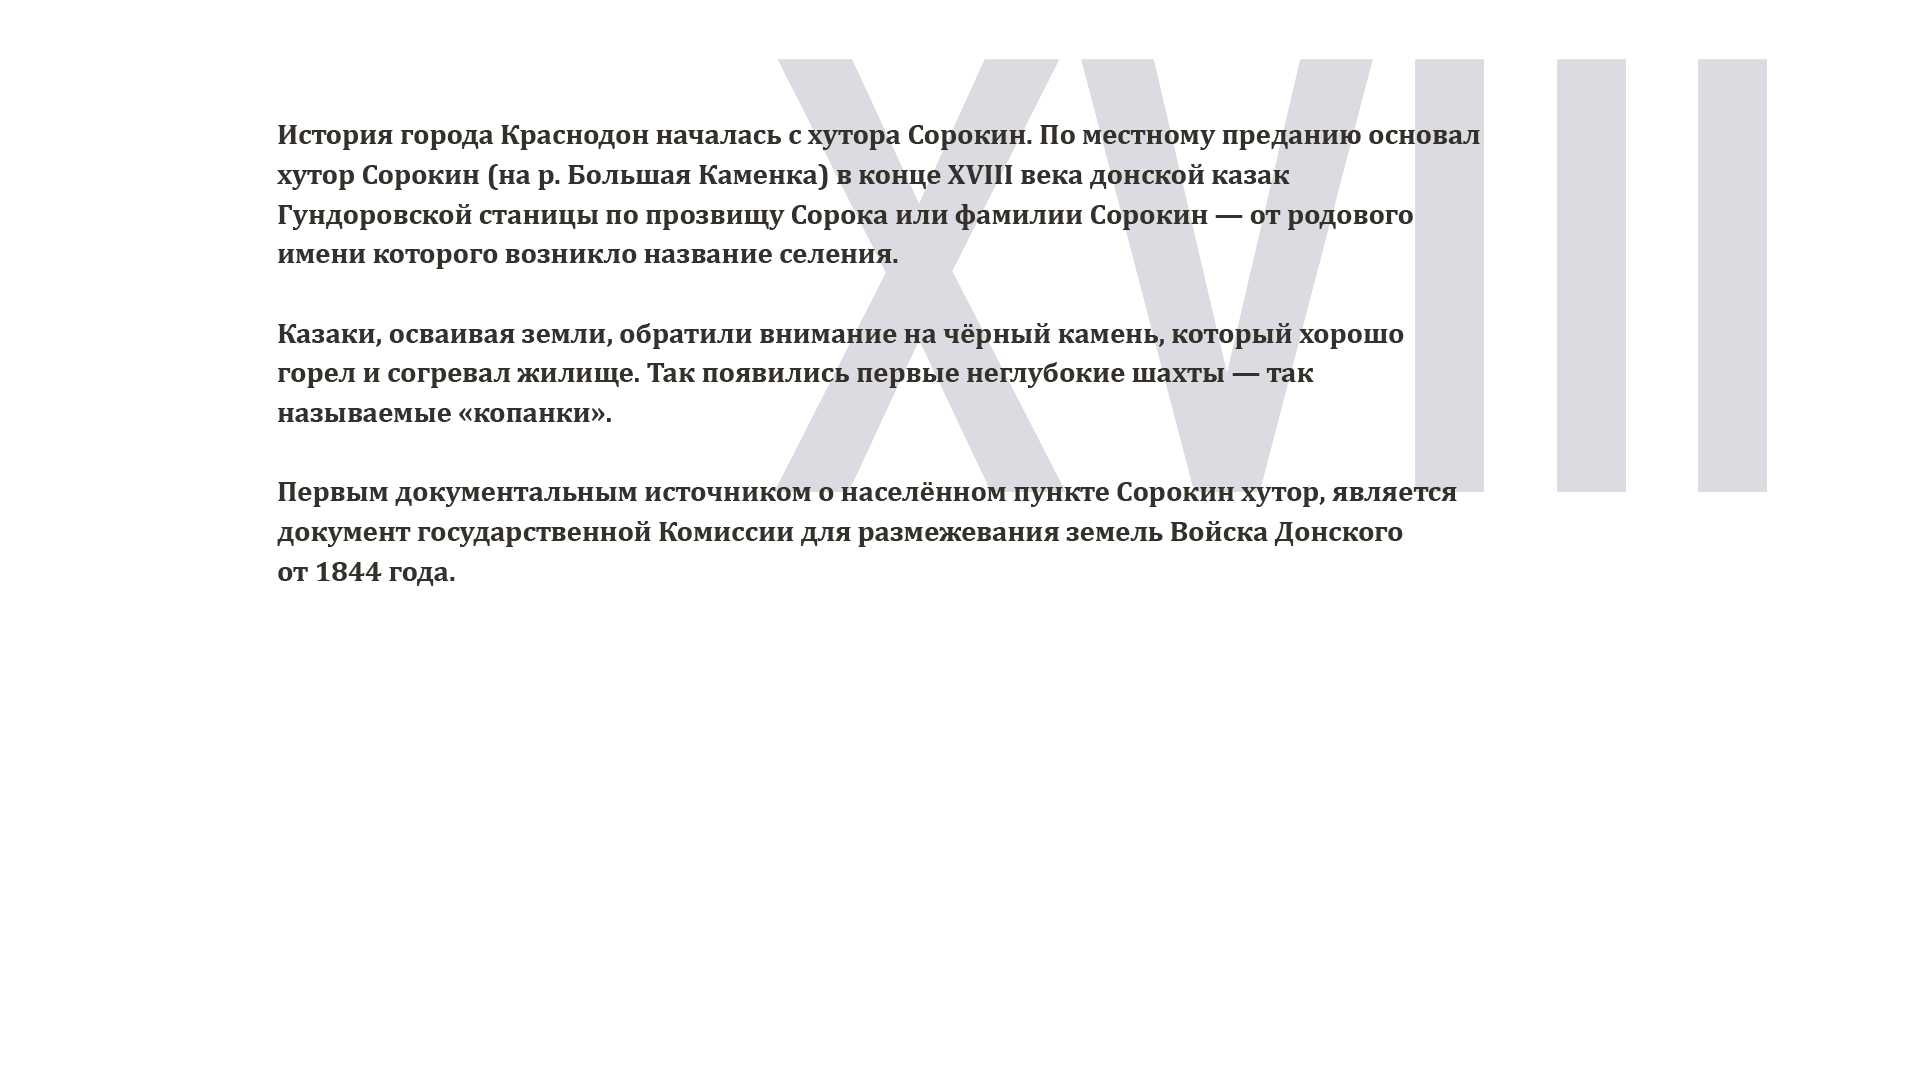 XVIII
История города Краснодон началась с хутора Сорокин. По местному преданию основал
хутор Сорокин (на р. Большая Каменка) в конце XVIII века донской казак
Гундоровской станицы по прозвищу Сорока или фамилии Сорокин — от родового
имени которого возникло название селения.
Казаки, осваивая земли, обратили внимание на чёрный камень, который хорошо
горел и согревал жилище. Так появились первые неглубокие шахты — так
называемые «копанки».
Первым документальным источником о населённом пункте Сорокин хутор, является
документ государственной Комиссии для размежевания земель Войска Донского
от 1844 года.